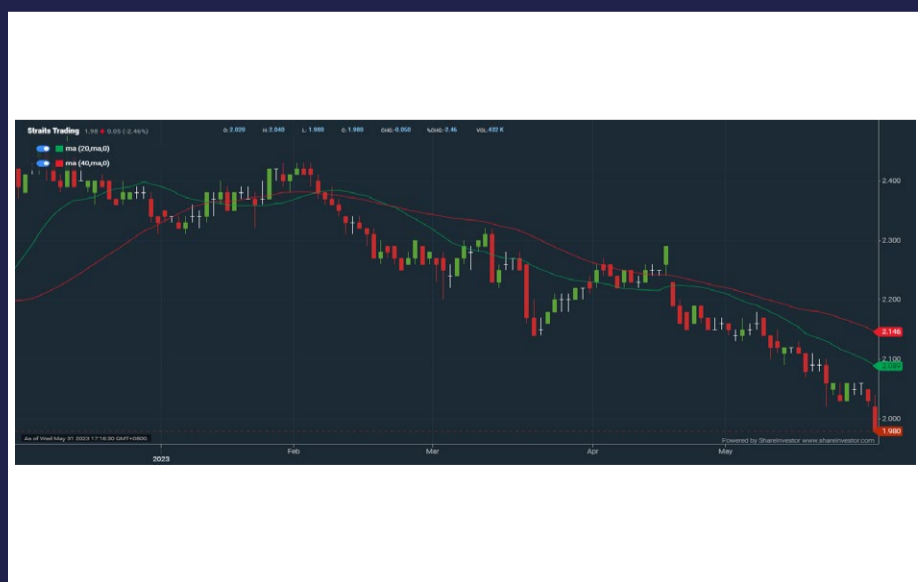 Straits Trading 1.98 0.05 (-2.46%) O:2.020 H:2.040 L:1.980 C:1.980 CHG:-0.050 %CHG:-2.46 VOL:432 K
ma (20,ma,0)
ma (40,ma,0)
2.400
2.300
2.200
2.146
2.100
2.000
1.980
As of Wed May 31 2023 17:16:30 GMT+0800
Powered by ShareInvestor www.shareinvestor.com
2023 Feb Mar Apr May